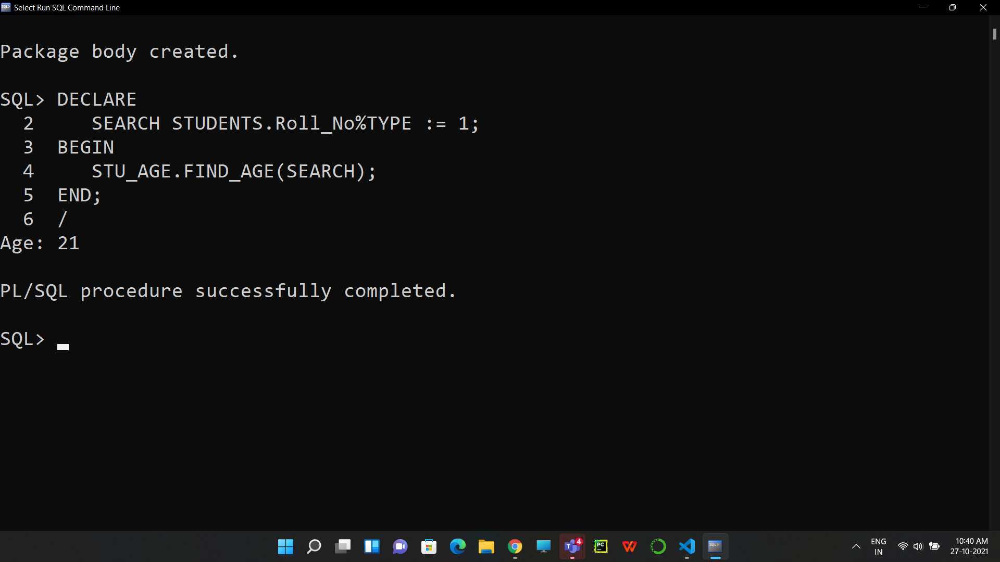 Select Run SQL Command Line
Package body created.
SQL> DECLARE
  2     SEARCH STUDENTS.Roll_No%TYPE := 1;
  3  BEGIN
  4     STU_AGE.FIND_AGE(SEARCH);
  5  END;
  6  /
Age: 21
PL/SQL procedure successfully completed.
SQL>
4
PC
ENG
IN
10:40 AM
27-10-2021